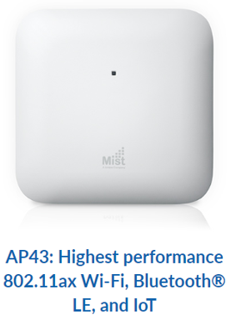 Mist
AP43: Highest performance
802.11ax Wi-Fi, Bluetooth®
LE, and IoT